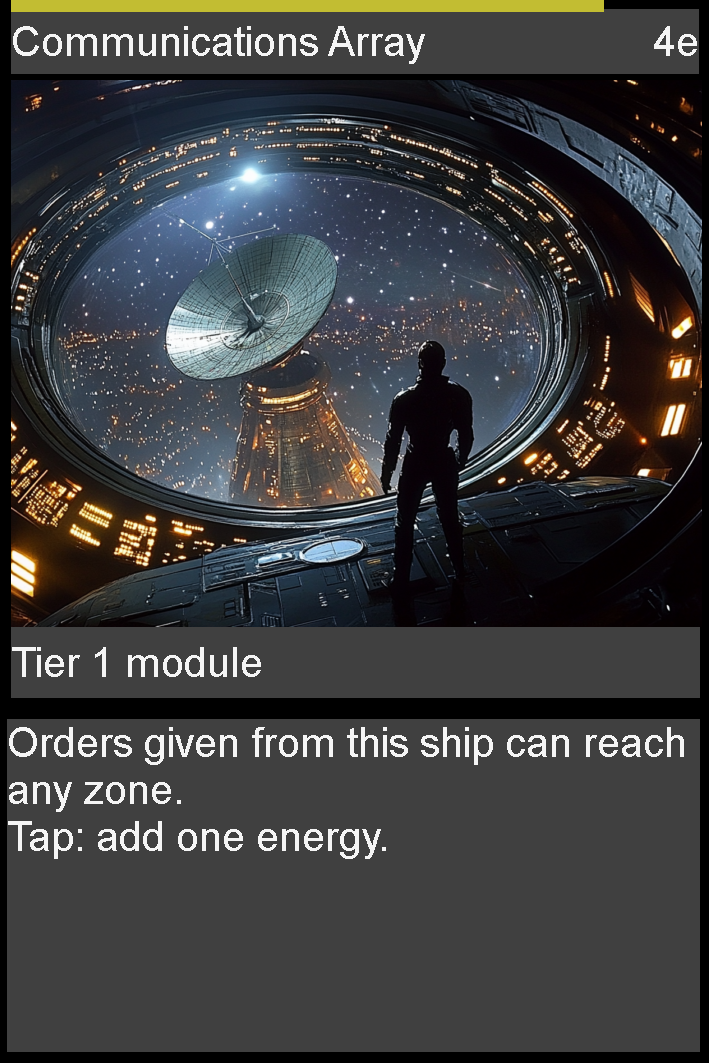 Communications Array 4e
Tier 1 module
Orders given from this ship can reach
any zone.
Tap: add one energy.